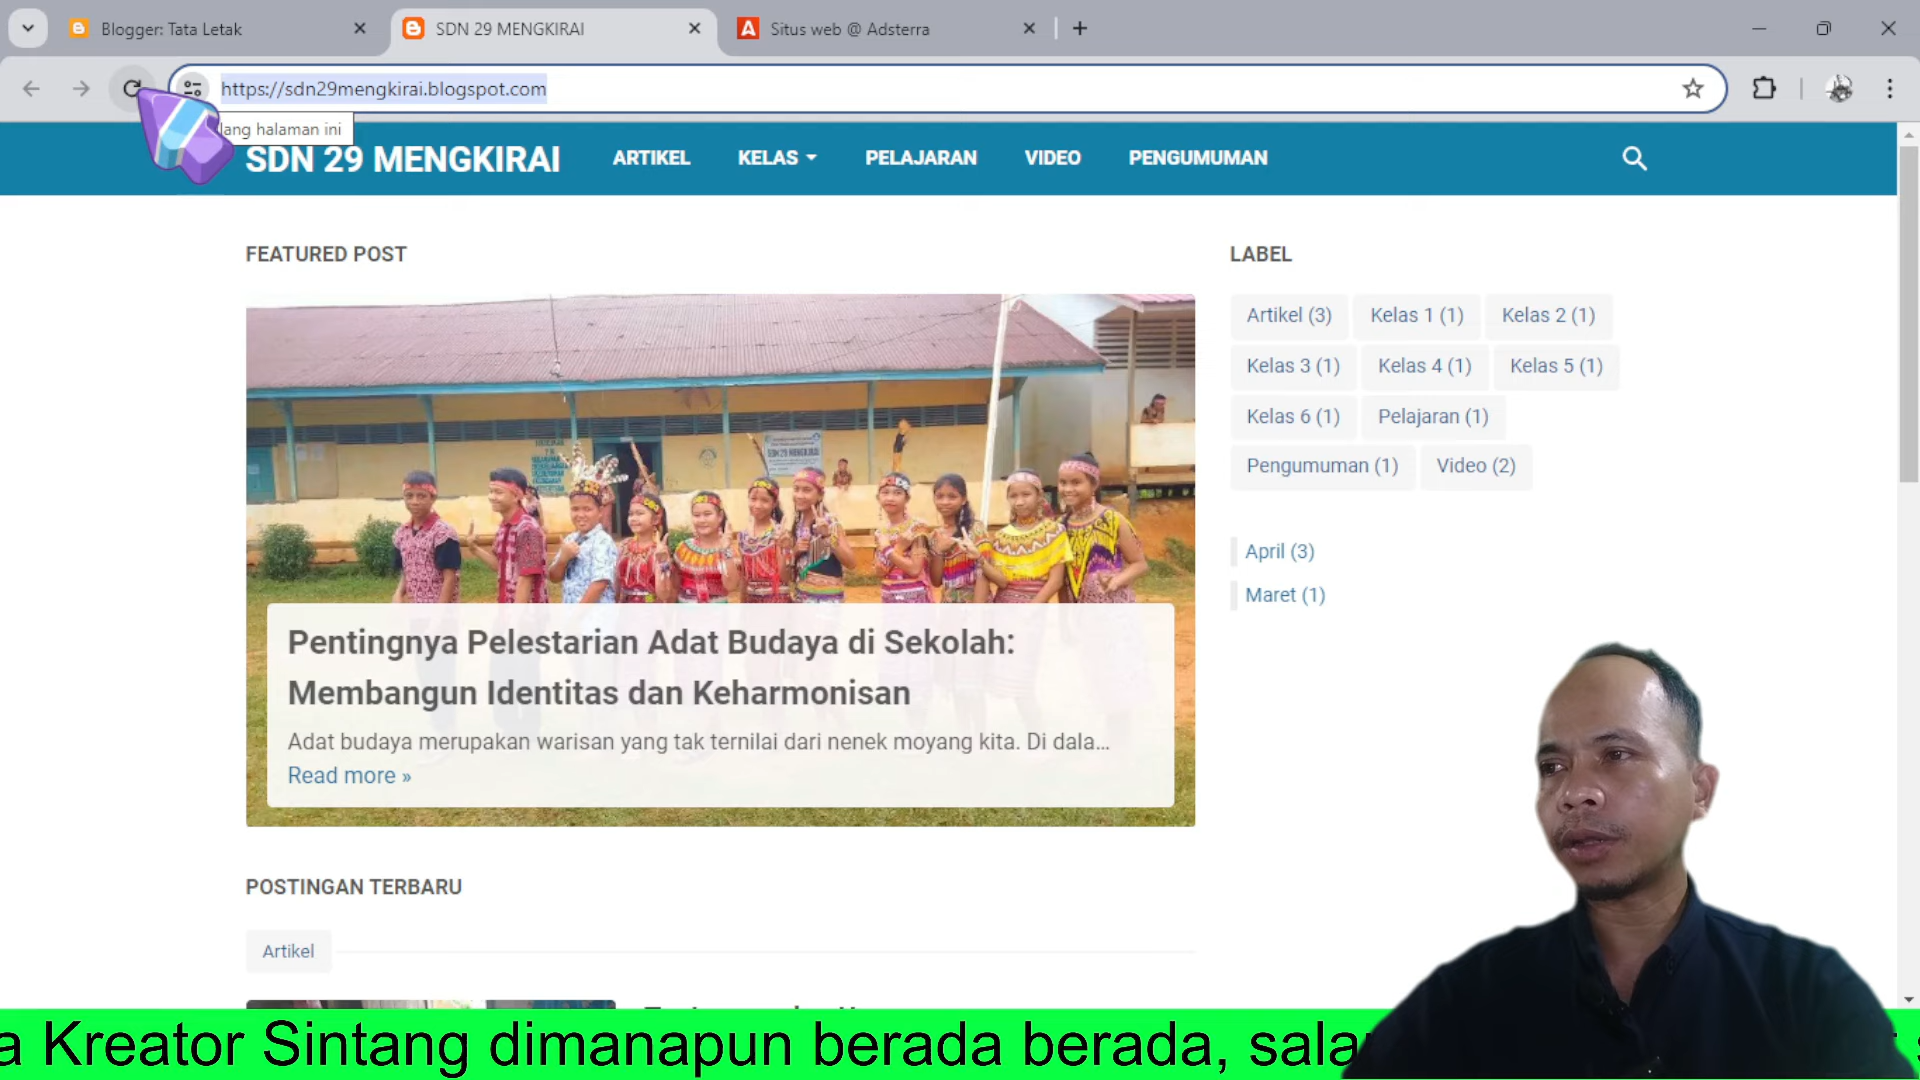 Blogger: Tata Letak
SDN 29 MENGKIRAI
Situs web @ Adsterra
https://sdn29mengkirai.blogspot.com
halaman ini
SDN 29 MENGKIRAI
ARTIKEL
KELAS
PELAJARAN
VIDEO
PENGUMUMAN
FEATURED POST
LABEL
Artikel (3)
Kelas 1 (1)
Kelas 2 (1)
Kelas 3 (1)
Kelas 4 (1)
Kelas 5 (1)
Kelas 6 (1)
Pelajaran (1)
Pengumuman (1)
Video (2)
April (3)
Maret (1)
SDN 29 MENGKIRAI
Pentingnya Pelestarian Adat Budaya di Sekolah:
Membangun Identitas dan Keharmonisan
Adat budaya merupakan warisan yang tak ternilai dari nenek moyang kita. Di dala...
Read more »
POSTINGAN TERBARU
Artikel
a Kreator Sintang dimanapun berada berada,